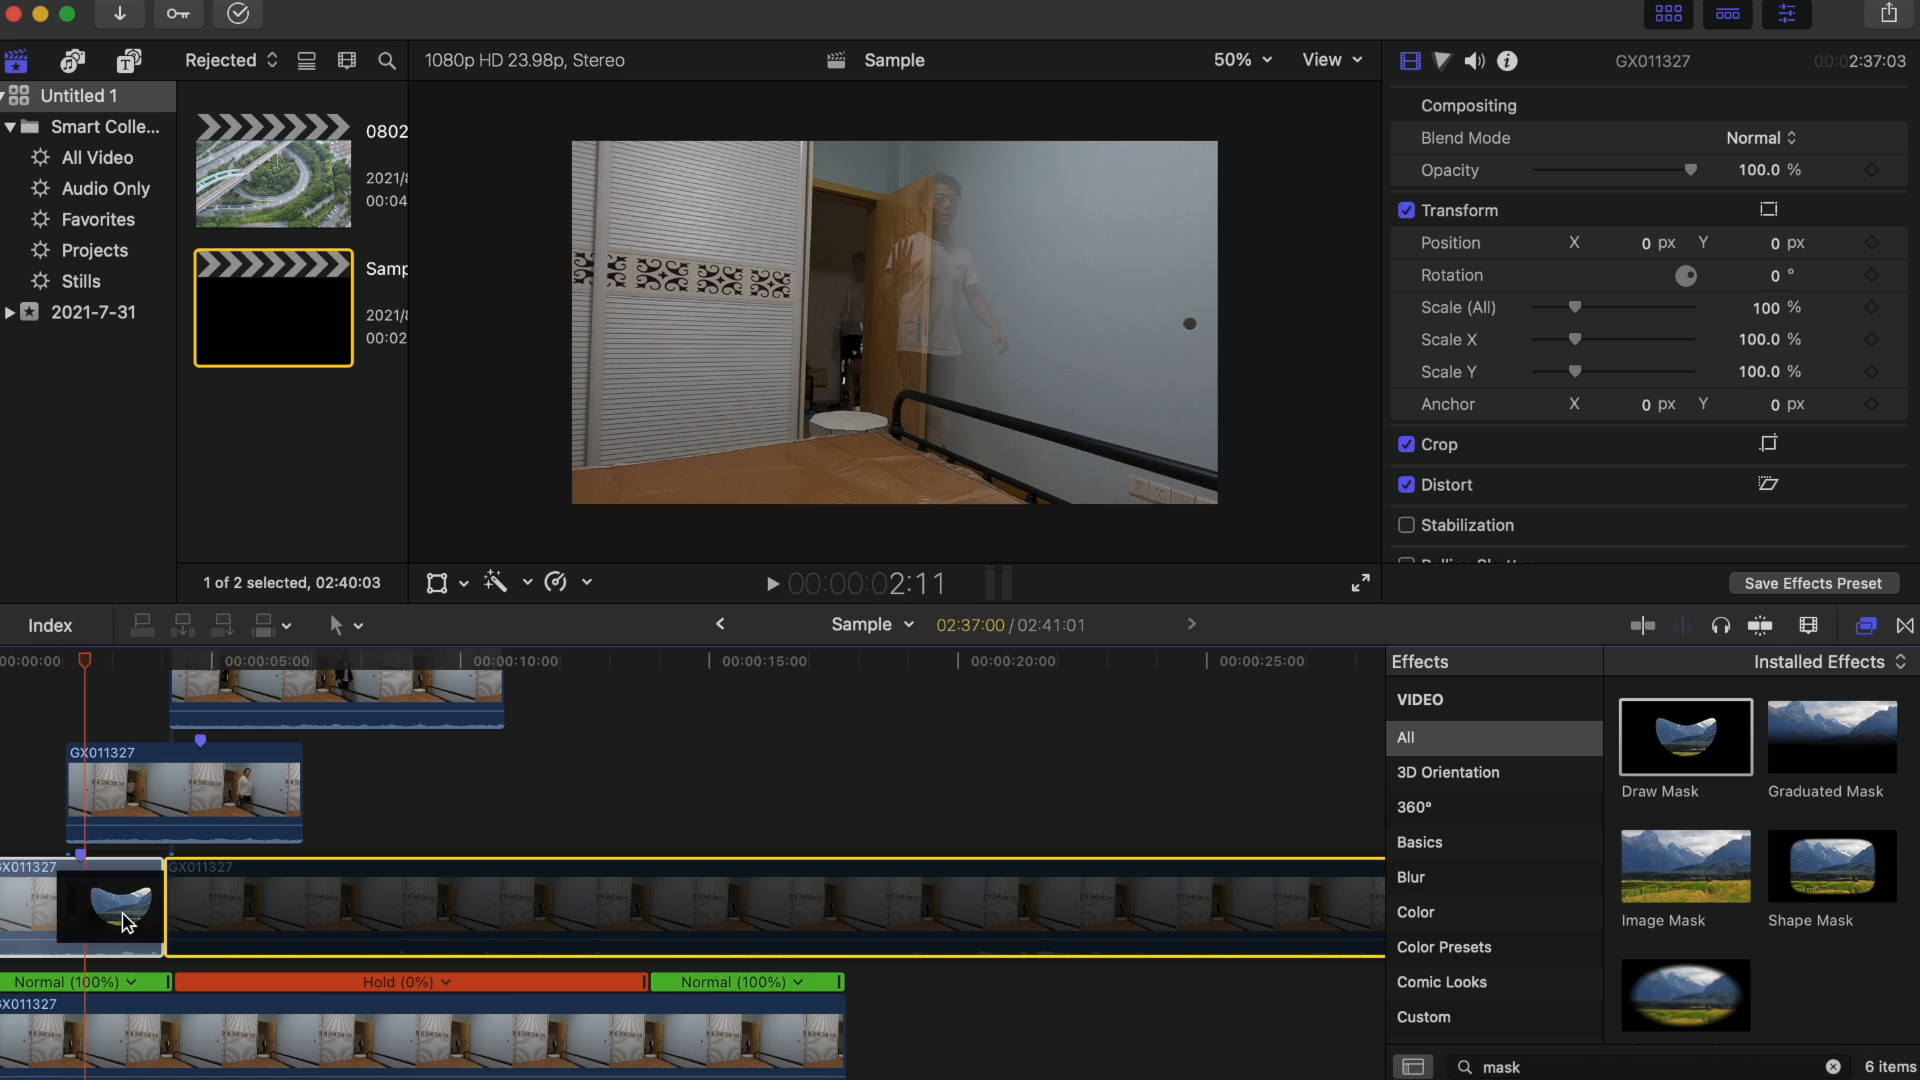 Rejected
1080p HD 23.98p, Stereo
Sample
50%
View
GX011327
00:02:37:03
Untitled 1
Smart Colle...
All Video
Audio Only
Favorites
Projects
Stills
2021-7-31
0802
2021/8
00:04
Samp
2021/8
00:02
1 of 2 selected, 02:40:03
Compositing
Blend Mode
Normal
Opacity
100.0 %
Transform
Position X 0 px Y 0 px
Rotation 0 °
Scale (All) 100 %
Scale X 100.0 %
Scale Y 100.0 %
Anchor X 0 px Y 0 px
Crop
Distort
Stabilization
Save Effects Preset
00:00:02:11
Index
Sample
02:37:00 / 02:41:01
00:00:00
00:00:05:00
00:00:10:00
00:00:15:00
00:00:20:00
00:00:25:00
GX011327
GX011327
GX011327
Normal (100%)
Hold (0%)
Normal (100%)
GX011327
Effects
Installed Effects
VIDEO
All
3D Orientation
360°
Basics
Blur
Color
Color Presets
Comic Looks
Custom
Draw Mask
Graduated Mask
Image Mask
Shape Mask
mask
6 items